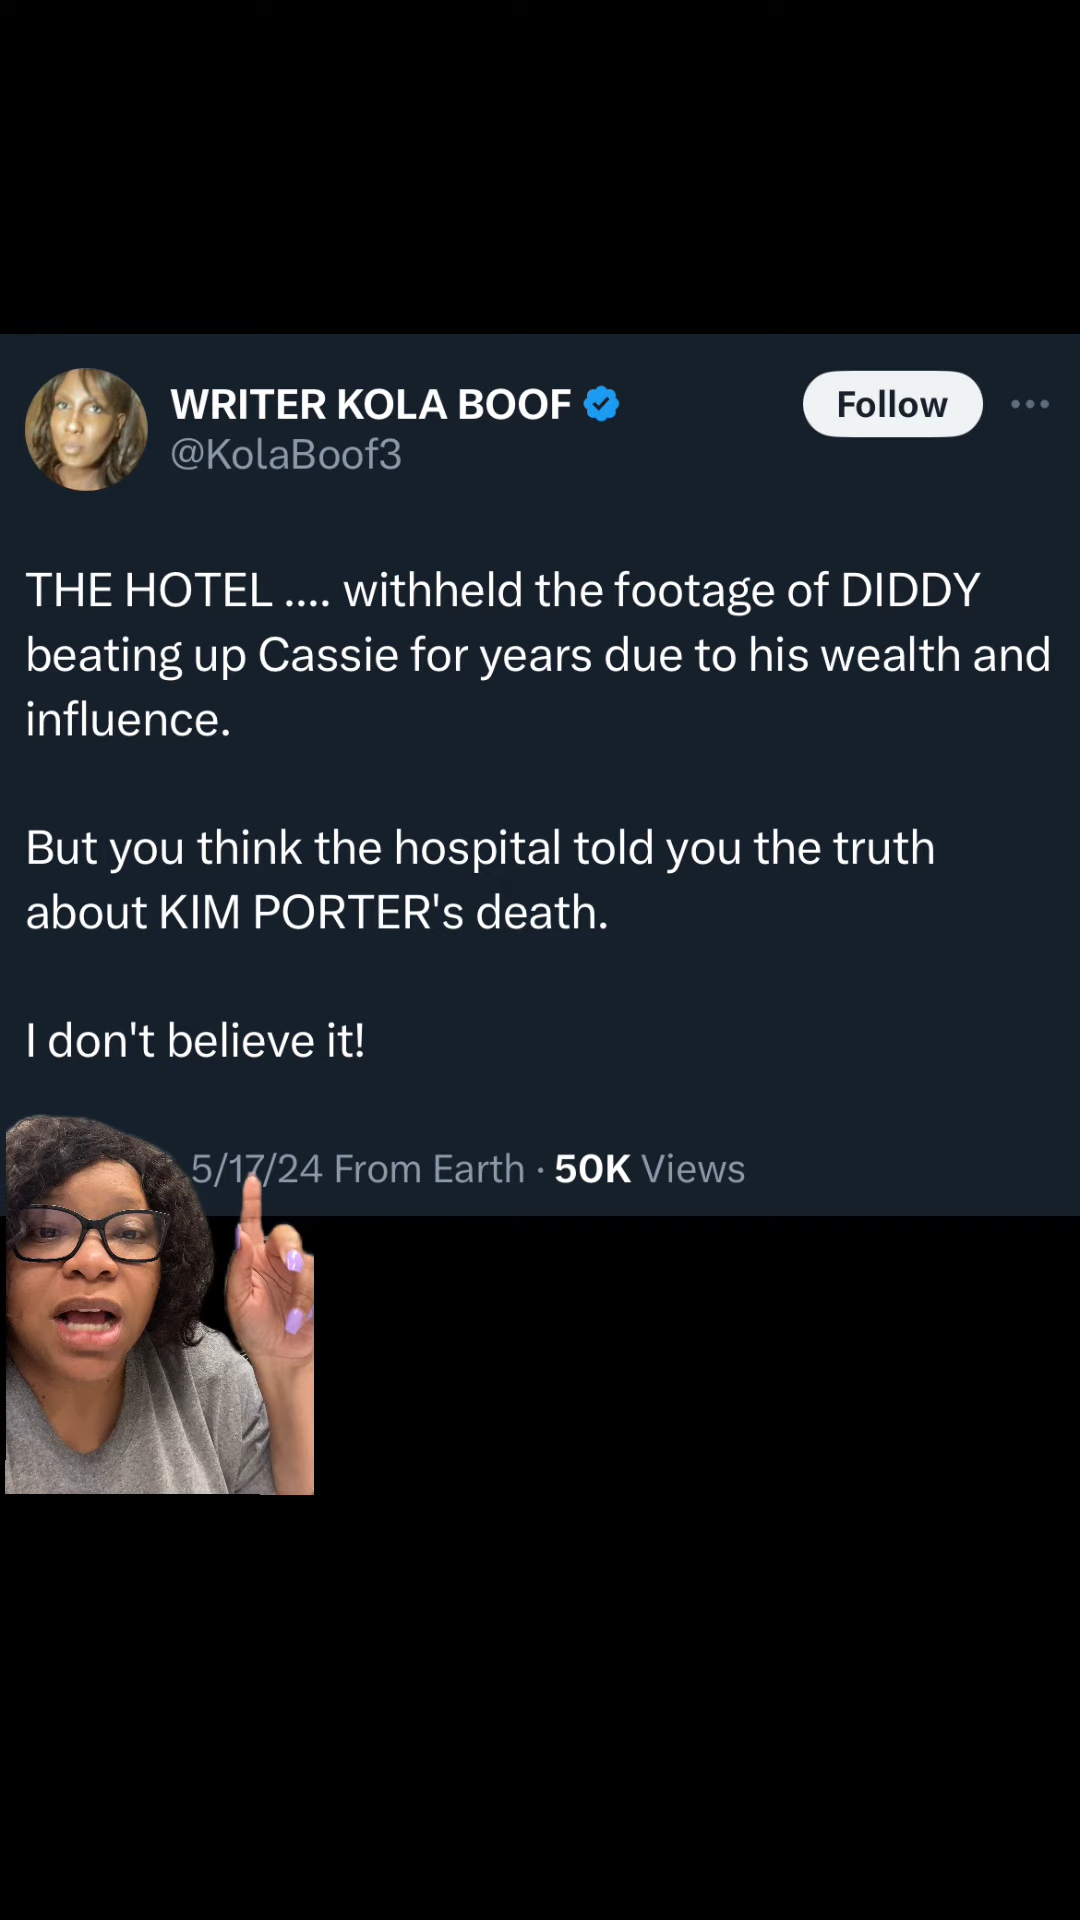 WRITER KOLA BOOF
@KolaBoof3
Follow
THE HOTEL .... withheld the footage of DIDDY
beating up Cassie for years due to his wealth and
influence.
But you think the hospital told you the truth
about KIM PORTER's death.
I don't believe it!
5/17/24 From Earth · 50K Views